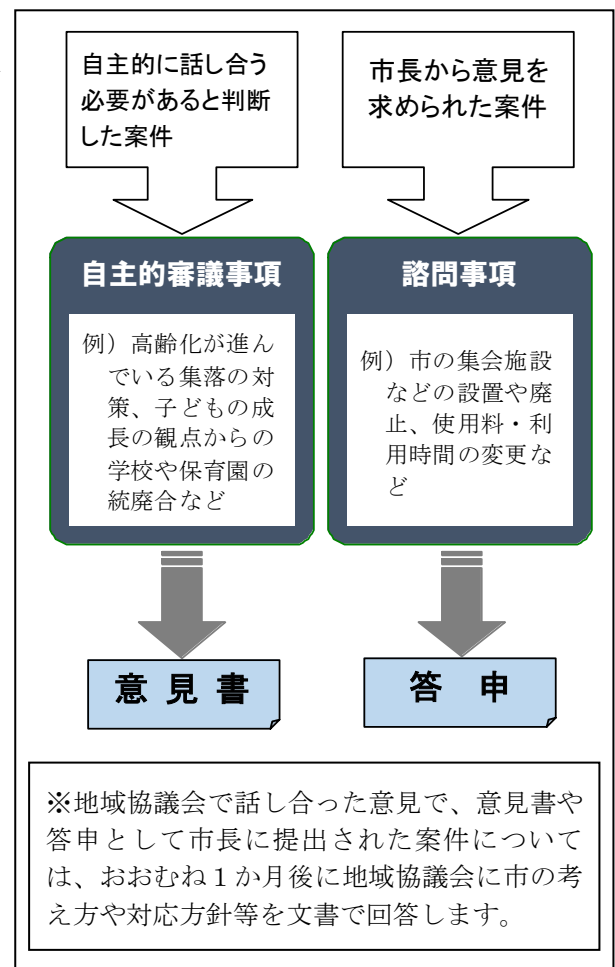 自主的に話し合う
必要があると判断
した案件
市長から意見を
求められた案件
自主的審議事項
例）高齢化が進ん
でいる集落の対
策、子どもの成
長の観点からの
学校や保育園の
統廃合など
諮問事項
例）市の集会施設
などの設置や廃
止、使用料・利
用時間の変更な
ど
意見書
答　申
※地域協議会で話し合った意見で、意見書や
答申として市長に提出された案件について
は、おおむね１か月後に地域協議会に市の考
え方や対応方針等を文書で回答します。